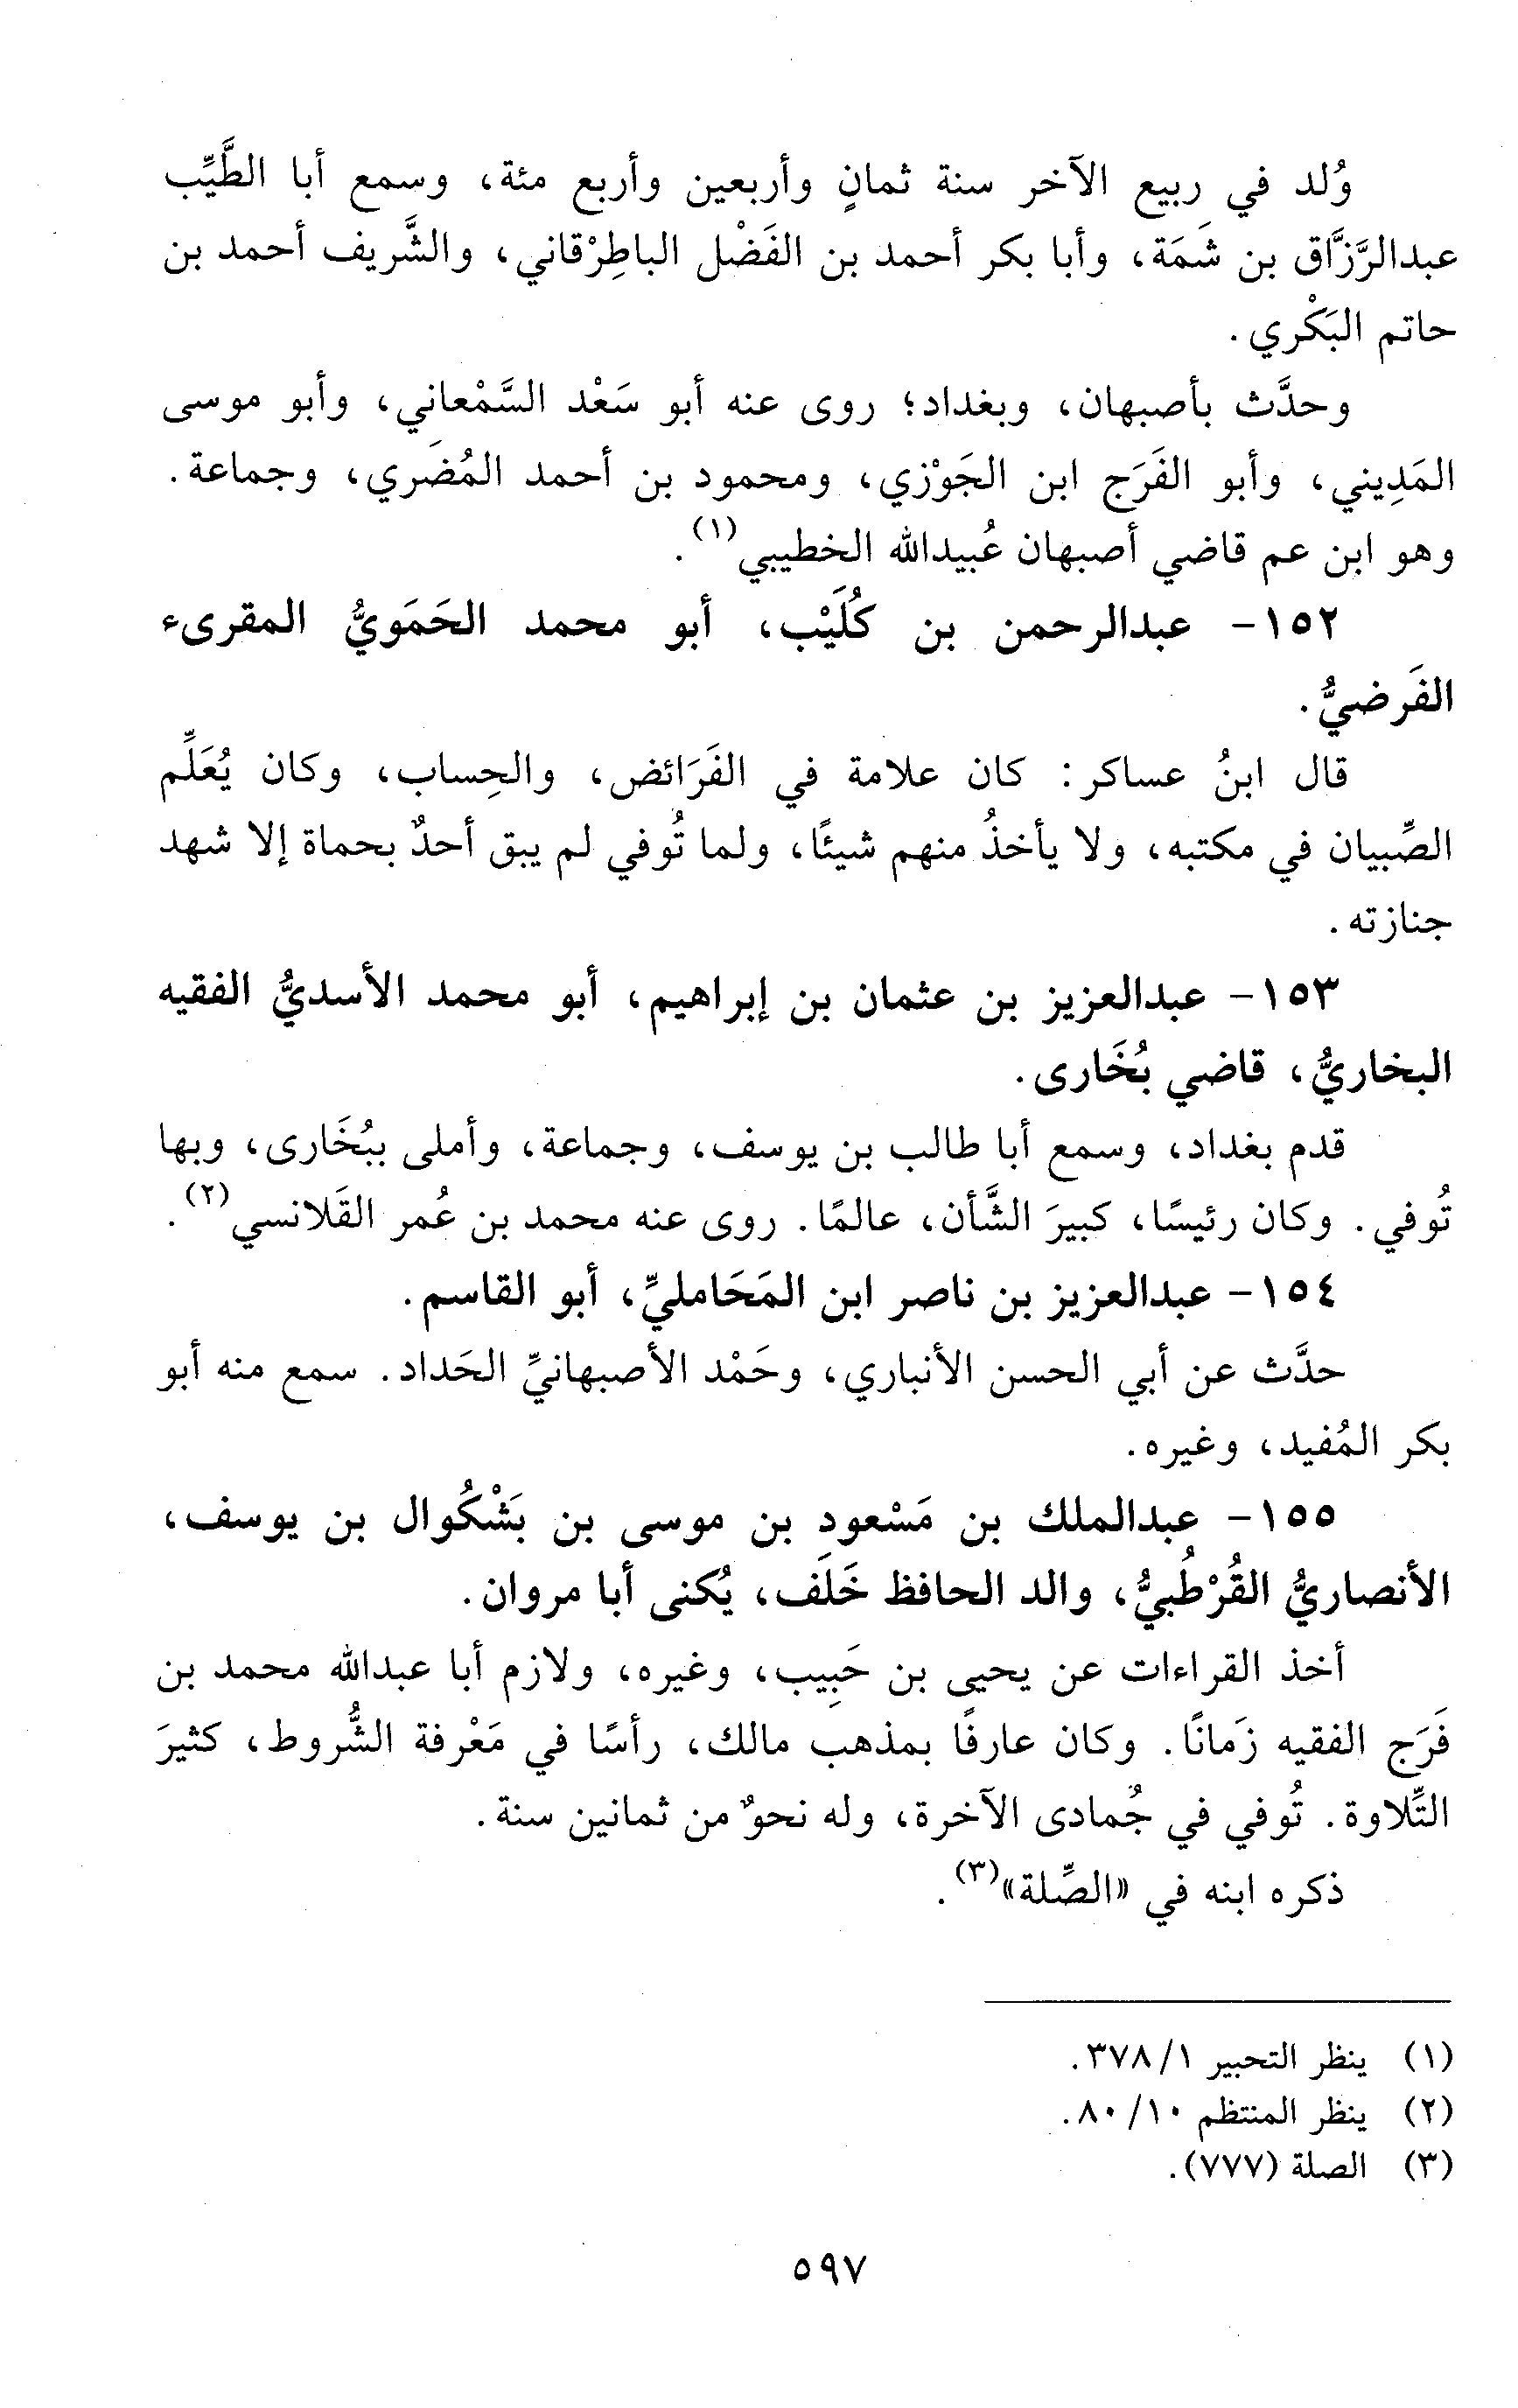 وُلد في ربيع الآخر سنة ثمانٍ وأربعين وأربع مئة، وسمع أبا الطَّيِّب
عبدالرَّزَّاق بن شَمَة، وأبا بكر أحمد بن الفَضْل الباطِرْقاني، والشَّريف أحمد بن
حاتم البَكْري.
وحدَّث بأصبهان، وبغداد؛ روى عنه أبو سَعْد السَّمْعاني، وأبو موسى
المَدِيني، وأبو الفَرَج ابن الجَوْزي، ومحمود بن أحمد المُضَري، وجماعة.
وهو ابن عم قاضي أصبهان عُبيدالله الخطيبي(١).
١٥٢- عبدالرحمن بن كُلَيْب، أبو محمد الحَمَويُّ المقرىء
الفَرضيُّ.
قال ابنُ عساكر: كان علامة في الفَرَائض، والحِساب، وكان يُعَلِّم
الصِّبيان في مكتبه، ولا يأخذُ منهم شيئًا، ولما تُوفي لم يبق أحدٌ بحماة إلا شهد
جنازته.
١٥٣- عبدالعزيز بن عثمان بن إبراهيم، أبو محمد الأسديُّ الفقيه
البخاريُّ، قاضي بُخَارى.
قدم بغداد، وسمع أبا طالب بن يوسف، وجماعة، وأملى ببُخَارى، وبها
تُوفي. وكان رئيسًا، كبيرَ الشَّأن، عالمًا. روى عنه محمد بن عُمر القَلانسي(٢).
١٥٤- عبدالعزيز بن ناصر ابن المَحَامليِّ، أبو القاسم.
حدَّث عن أبي الحسن الأنباري، وحَمْد الأصبهانيِّ الحَداد. سمع منه أبو
بكر المُفيد، وغيره.
١٥٥- عبدالملك بن مَسْعود بن موسى بن بَشْكُوال بن يوسف،
الأنصاريُّ القُرْطُبيُّ، والد الحافظ خَلَف، يُكنى أبا مروان.
أخذ القراءات عن يحيى بن حَبِيب، وغيره، ولازم أبا عبدالله محمد بن
فَرَج الفقيه زَمانًا. وكان عارفًا بمذهب مالك، رأسًا في مَعْرفة الشُّروط، كثيرَ
التِّلاوة. تُوفي في جُمادى الآخرة، وله نحوٌ من ثمانين سنة.
ذكره ابنه في «الصِّلة»(٣).
(١) ينظر التحبير ١/ ٣٧٨.
(٢) ينظر المنتظم ١٠/ ٨٠.
(٣) الصلة (٧٧٧).
٥٩٧